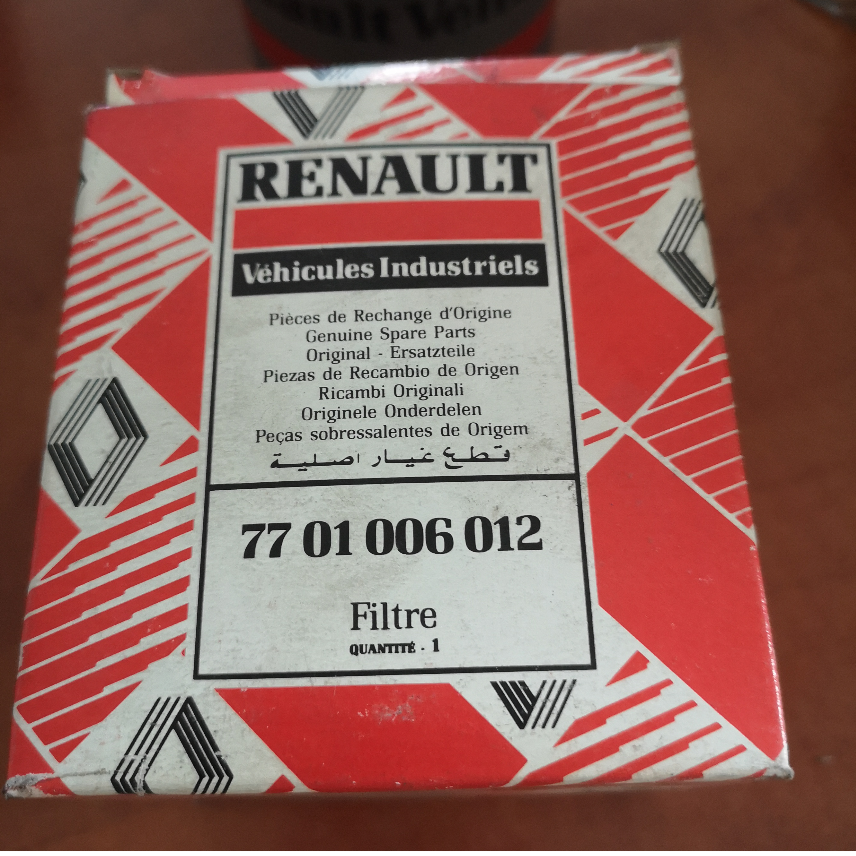 RENAULT
Véhicules Industriels
Pièces de Rechange d'Origine
Genuine Spare Parts
Original - Ersatzteile
Piezas de Recambio de Origen
Ricambi Originali
Originele Onderdelen
Peças sobressalentes de Origem
قطع غيار اصلية
77 01 006 012
Filtre
QUANTITÉ - 1